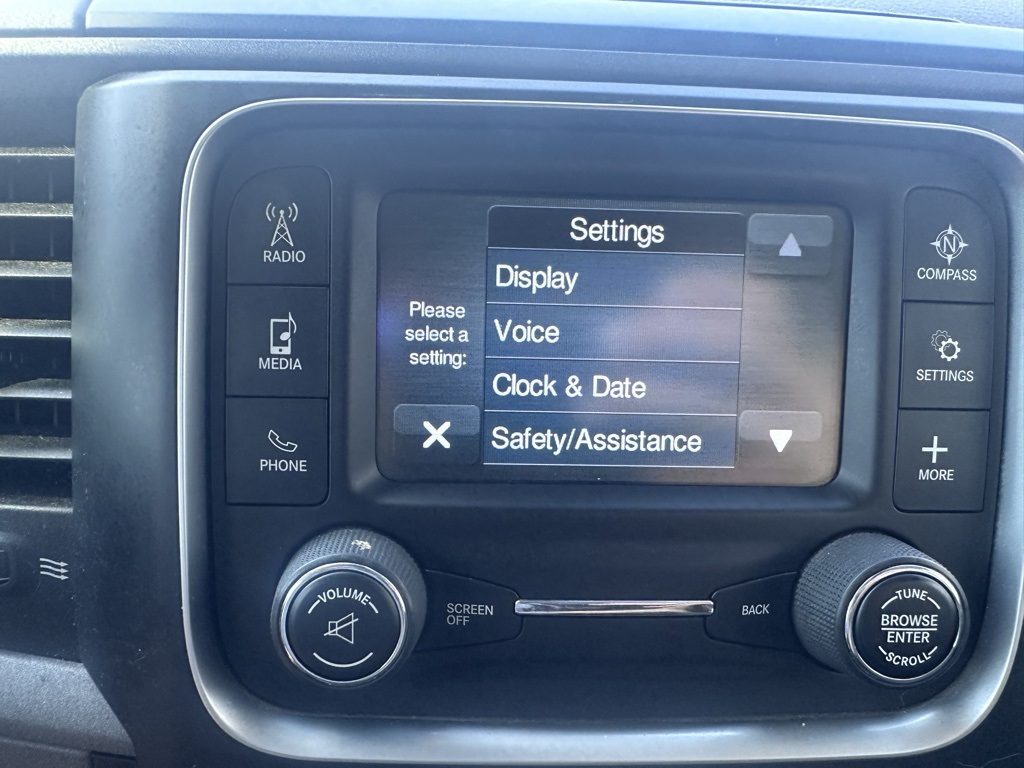 RADIO
MEDIA
PHONE
Settings
Display
Voice
Clock & Date
Safety/Assistance
Please
select a
setting:
N
COMPASS
SETTINGS
MORE
VOLUME
SCREEN
OFF
BACK
TUNE
BROWSE
ENTER
SCROLL